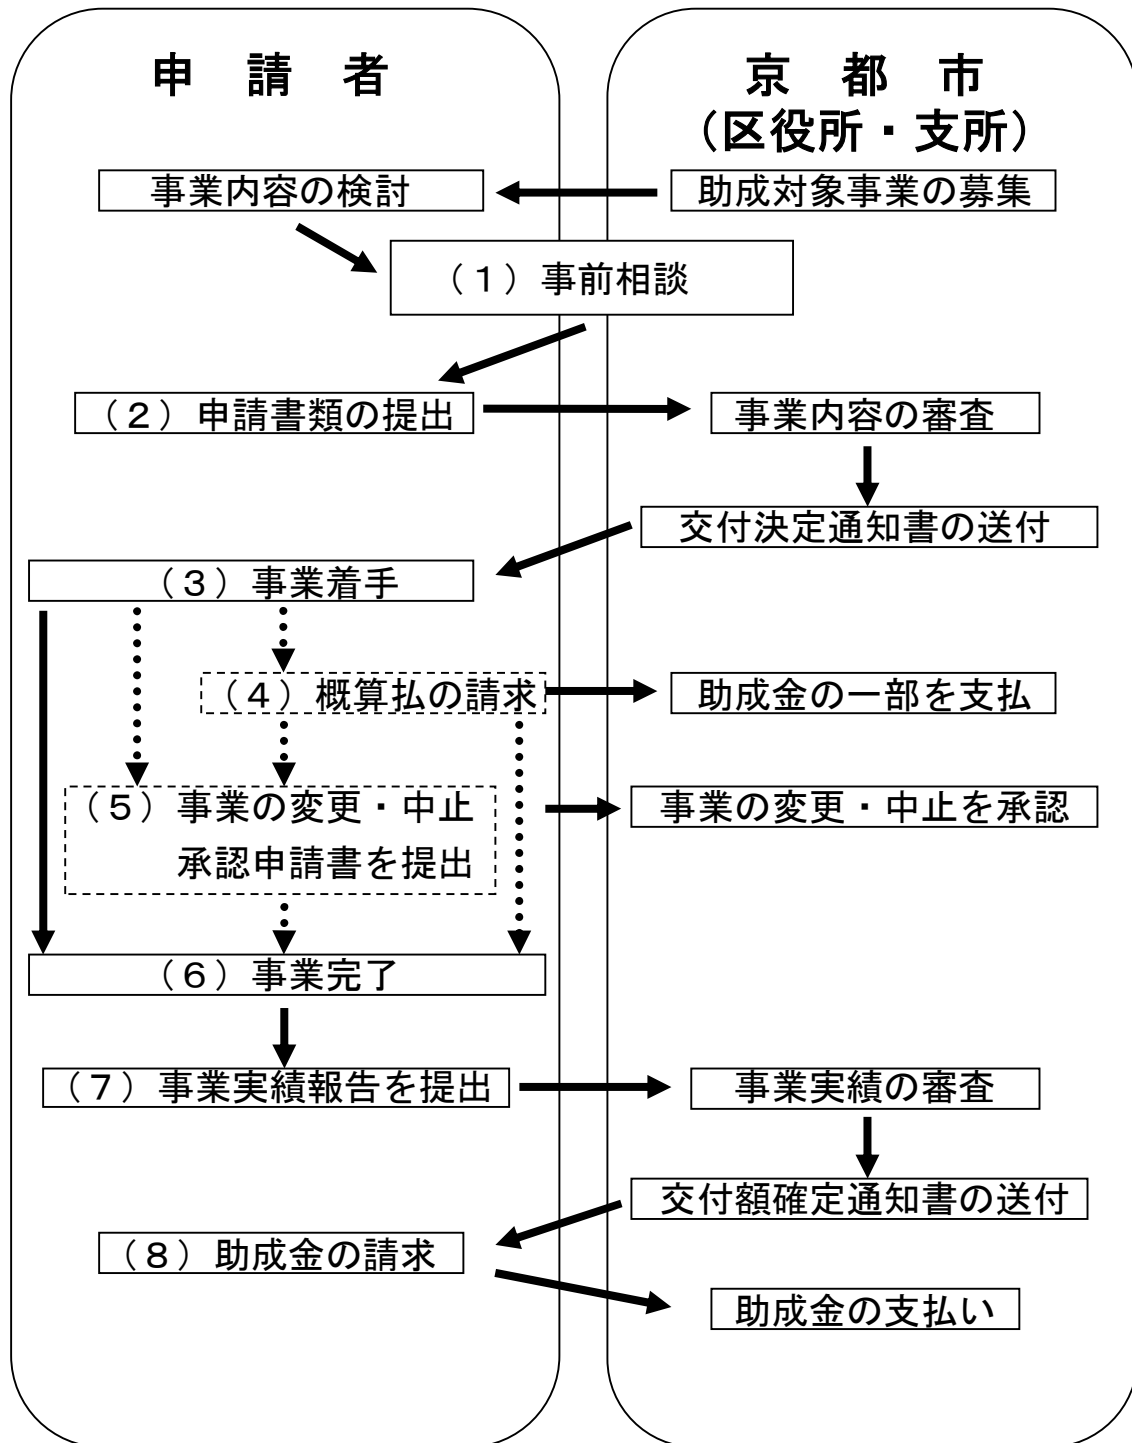 申 請 者
京 都 市
（区役所・支所）
事業内容の検討
助成対象事業の募集
（１）事前相談
（２）申請書類の提出
事業内容の審査
交付決定通知書の送付
（３）事業着手
（４）概算払の請求
助成金の一部を支払
（５）事業の変更・中止
承認申請書を提出
事業の変更・中止を承認
（６）事業完了
（７）事業実績報告を提出
事業実績の審査
交付額確定通知書の送付
（８）助成金の請求
助成金の支払い